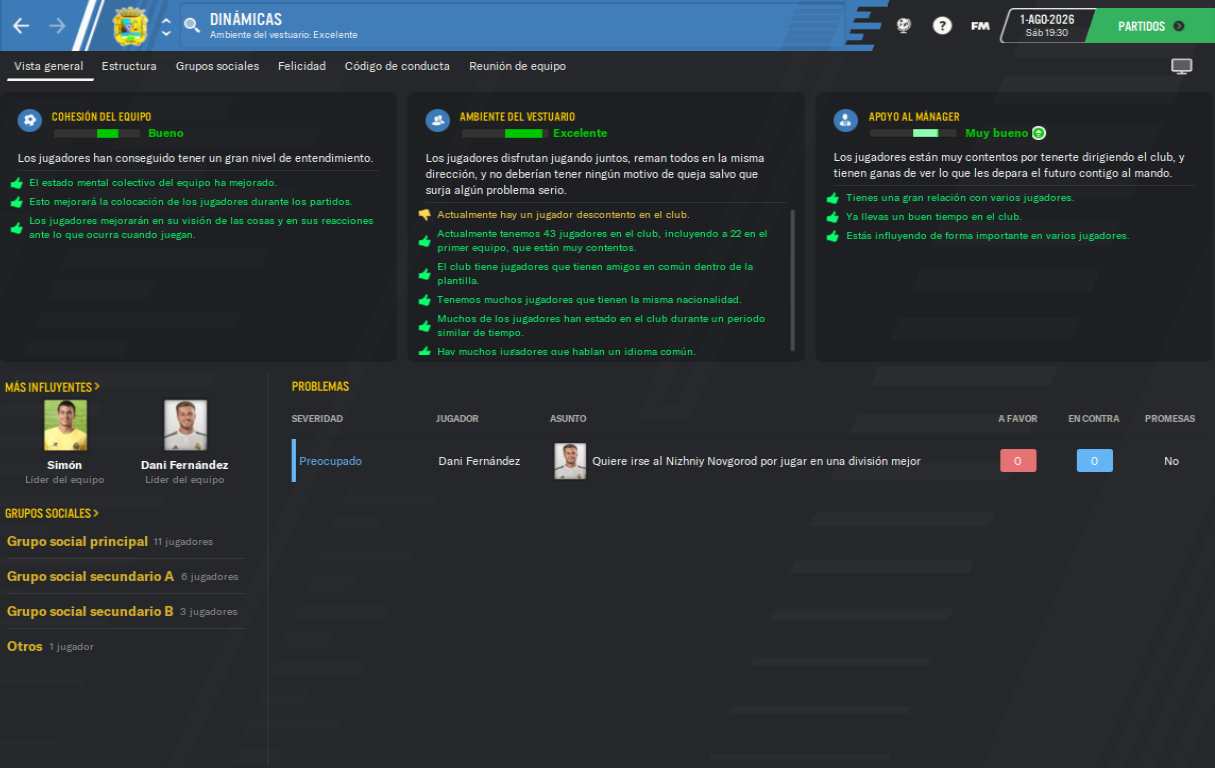 DINÁMICAS
Ambiente del vestuario: Excelente
?
FM
1-AGO-2026
Sáb 19:30
PARTIDOS
Vista general
Estructura
Grupos sociales
Felicidad
Código de conducta
Reunión de equipo
COHESIÓN DEL EQUIPO
Bueno
Los jugadores han conseguido tener un gran nivel de entendimiento.
El estado mental colectivo del equipo ha mejorado.
Esto mejorará la colocación de los jugadores durante los partidos.
Los jugadores mejorarán en su visión de las cosas y en sus reacciones
ante lo que ocurra cuando juegan.
AMBIENTE DEL VESTUARIO
Excelente
Los jugadores disfrutan jugando juntos, reman todos en la misma
dirección, y no deberían tener ningún motivo de queja salvo que
surja algún problema serio.
Actualmente hay un jugador descontento en el club.
Actualmente tenemos 43 jugadores en el club, incluyendo a 22 en el
primer equipo, que están muy contentos.
El club tiene jugadores que tienen amigos en común dentro de la
plantilla.
Tenemos muchos jugadores que tienen la misma nacionalidad.
Muchos de los jugadores han estado en el club durante un periodo
similar de tiempo.
Hay muchos jugadores que hablan un idioma común.
APOYO AL MÁNAGER
Muy bueno
Los jugadores están muy contentos por tenerte dirigiendo el club, y
tienen ganas de ver lo que les depara el futuro contigo al mando.
Tienes una gran relación con varios jugadores.
Ya llevas un buen tiempo en el club.
Estás influyendo de forma importante en varios jugadores.
MÁS INFLUYENTES >
Simón
Líder del equipo
Dani Fernández
Líder del equipo
GRUPOS SOCIALES >
Grupo social principal 11 jugadores
Grupo social secundario A 6 jugadores
Grupo social secundario B 3 jugadores
Otros 1 jugador
PROBLEMAS
SEVERIDAD JUGADOR ASUNTO A FAVOR EN CONTRA PROMESAS
Preocupado Dani Fernández Quiere irse al Nizhniy Novgorod por jugar en una división mejor 0 0 No